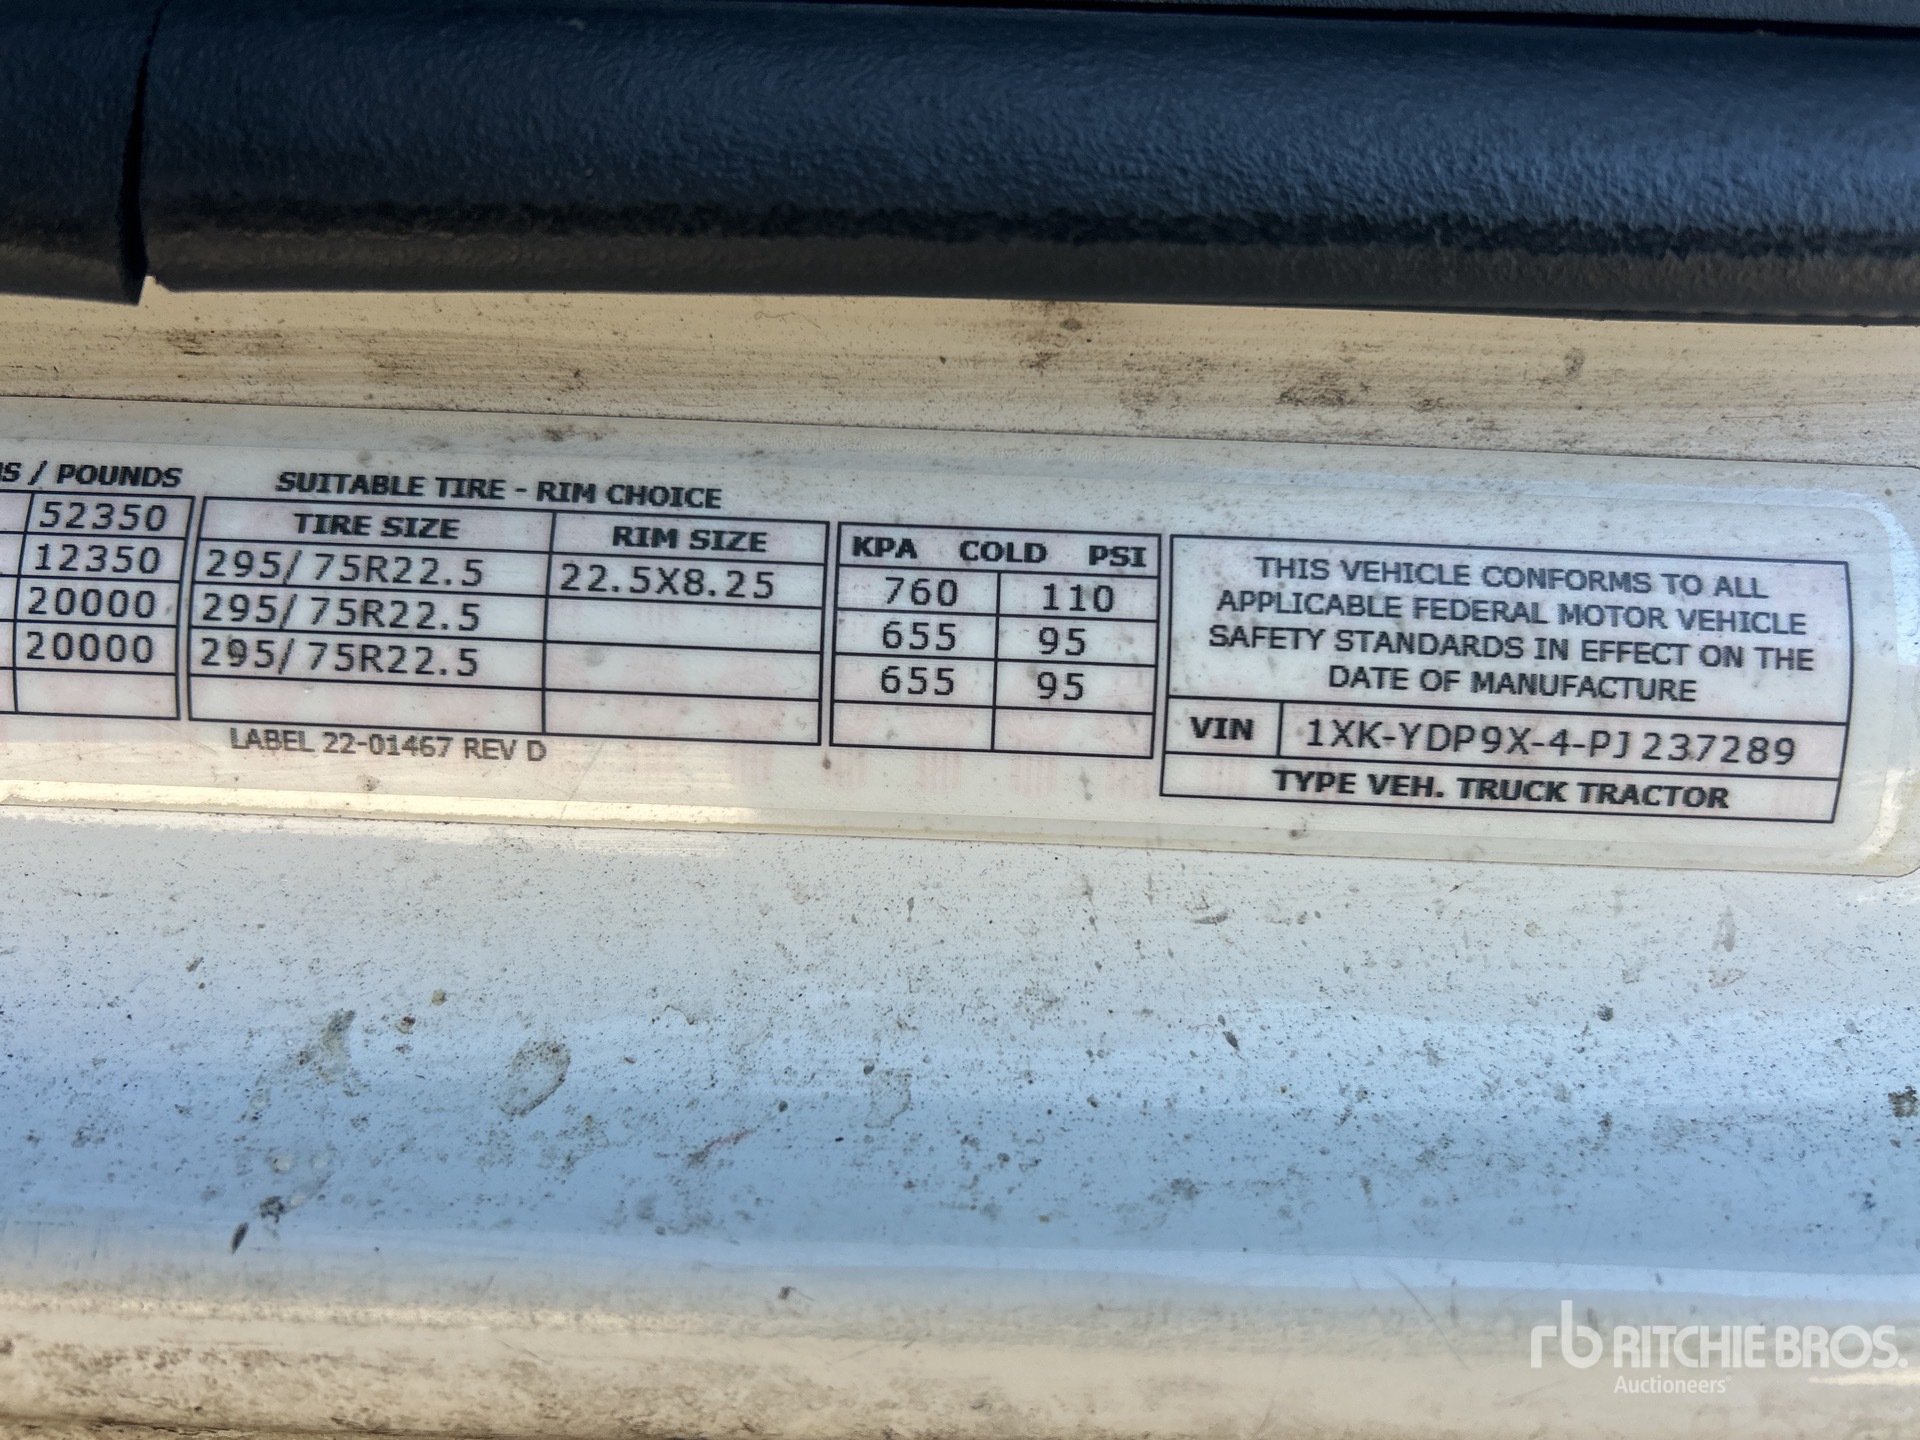 S / POUNDS
52350
12350
20000
20000
SUITABLE TIRE - RIM CHOICE
TIRE SIZE RIM SIZE
295/75R22.5 22.5X8.25
295/75R22.5
295/75R22.5
LABEL 22-01467 REV D
KPA COLD PSI
760 110
655 95
655 95
THIS VEHICLE CONFORMS TO ALL
APPLICABLE FEDERAL MOTOR VEHICLE
SAFETY STANDARDS IN EFFECT ON THE
DATE OF MANUFACTURE
VIN 1XK-YDP9X-4-PJ237289
TYPE VEH. TRUCK TRACTOR
rb RITCHIE BROS.
Auctioneers